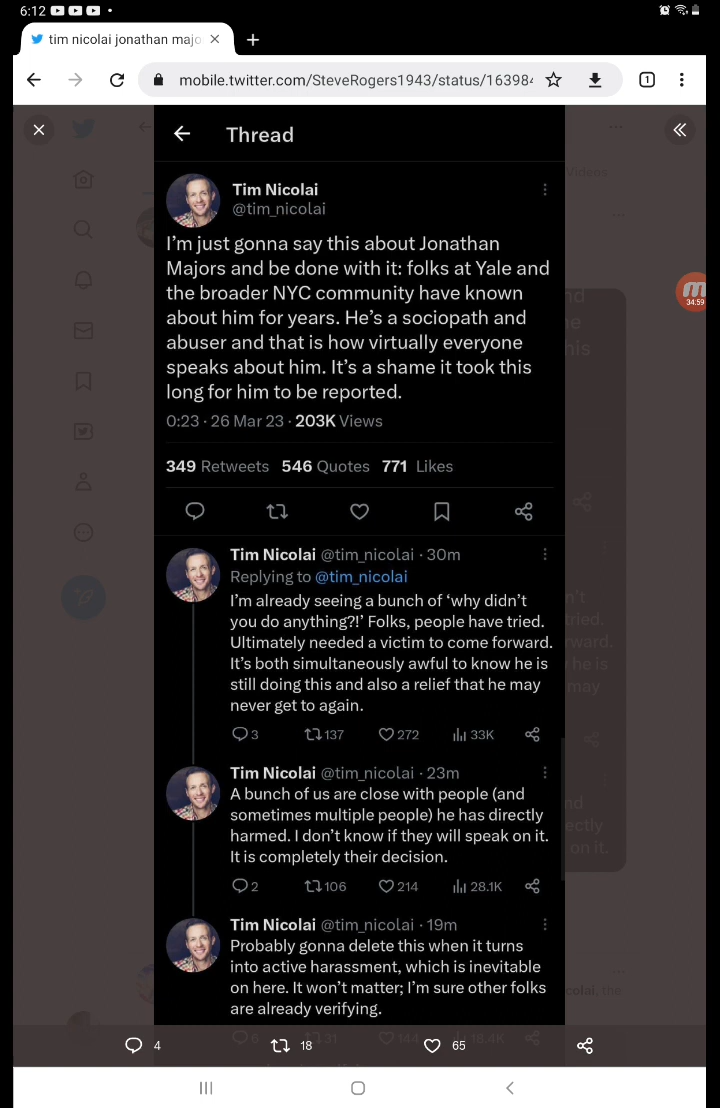 6:12
tim nicolai jonathan majo
mobile.twitter.com/SteveRogers1943/status/16398
1
Thread
Videos
Tim Nicolai
@tim_nicolai
I'm just gonna say this about Jonathan
Majors and be done with it: folks at Yale and
the broader NYC community have known
about him for years. He's a sociopath and
abuser and that is how virtually everyone
speaks about him. It's a shame it took this
long for him to be reported.
0:23 · 26 Mar 23 · 203K Views
34:59
349 Retweets 546 Quotes 771 Likes
Tim Nicolai @tim_nicolai · 30m
Replying to @tim_nicolai
I'm already seeing a bunch of 'why didn't
you do anything?!' Folks, people have tried.
Ultimately needed a victim to come forward.
It's both simultaneously awful to know he is
still doing this and also a relief that he may
never get to again.
3 137 272 33K
Tim Nicolai @tim_nicolai · 23m
A bunch of us are close with people (and
sometimes multiple people) he has directly
harmed. I don't know if they will speak on it.
It is completely their decision.
2 106 214 28.1K
Tim Nicolai @tim_nicolai · 19m
Probably gonna delete this when it turns
into active harassment, which is inevitable
on here. It won't matter; I'm sure other folks
are already verifying.
6 31 144 18.4K
4 18 65